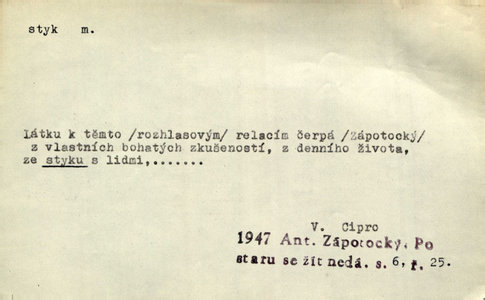 styk m.
Látku k těmto /rozhlasovým/ relacím čerpá /Zápotocký/
z vlastních bohatých zkušeností, z denního života,
ze styku s lidmi,.......
V. Cipro
1947 Ant. Zápotocký. Po
staru se žít nedá. s. 6, ř. 25.